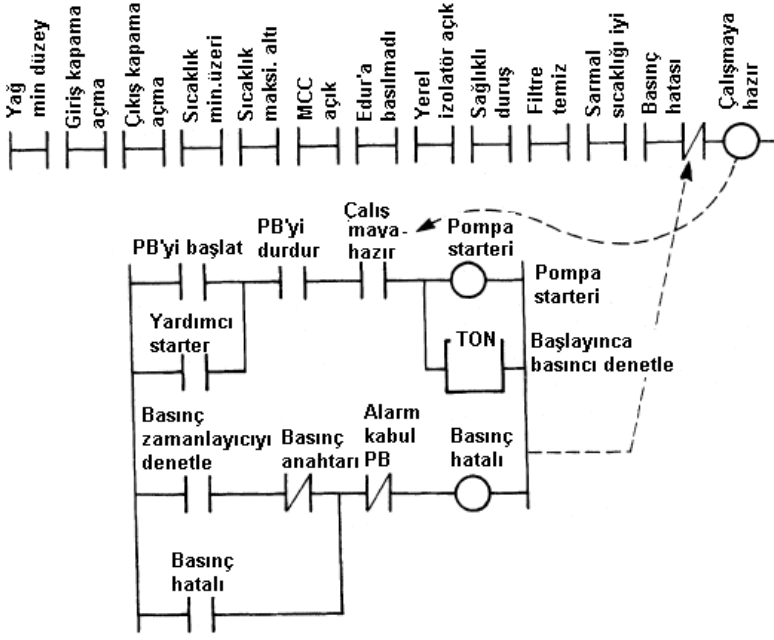 Yağ
min düzey
Giriş kapama
açma
Çıkış kapama
açma
Sıcaklık
min.üzeri
Sıcaklık
maksi. altı
MCC
açık
Edur'a
basılmadı
Yerel
izolatör açık
Sağlıklı
duruş
Filtre
temiz
Sarmal
sıcaklığı iyi
Basınç
hatası
Çalışmaya
hazır
PB'yi başlat
PB'yi
durdur
Çalış
maya-
hazır
Pompa
starteri
Pompa
starteri
Yardımcı
starter
TON
Başlayınca
basıncı denetle
Basınç
zamanlayıcıyı
denetle
Basınç
anahtarı
Alarm
kabul
PB
Basınç
hatalı
Basınç
hatalı